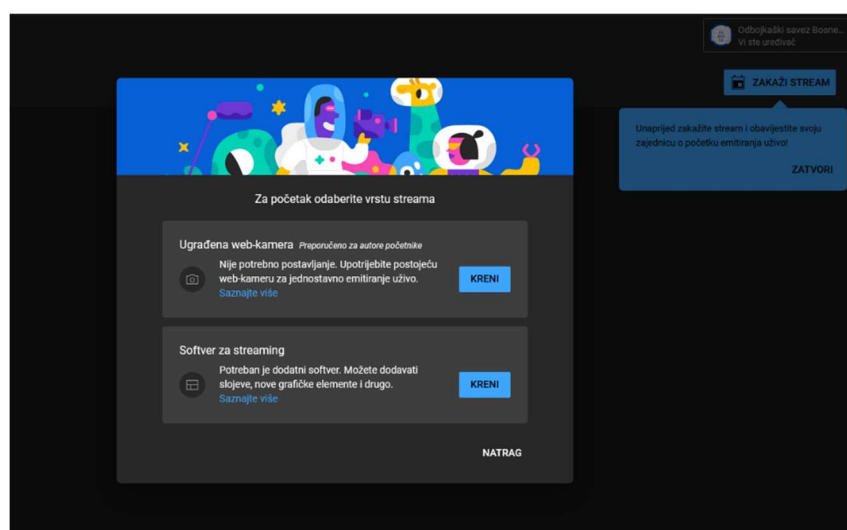 Odbojkaški savez Bosne...
Vi ste uređivač
ZAKAŽI STREAM
Unaprijed zakažite stream i obavijestite svoju
zajednicu o početku emitiranja uživo!
ZATVORI
Za početak odaberite vrstu streama
Ugrađena web-kamera Preporučeno za autore početnike
Nije potrebno postavljanje. Upotrijebite postojeću
web-kameru za jednostavno emitiranje uživo.
Saznajte više
KRENI
Softver za streaming
Potreban je dodatni softver. Možete dodavati
slojeve, nove grafičke elemente i drugo.
Saznajte više
KRENI
NATRAG